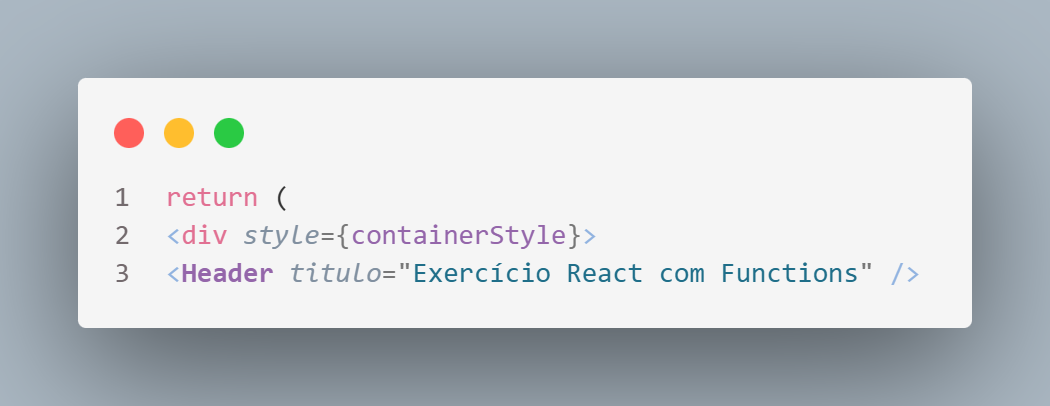 1 return (
2 <div style={containerStyle}>
3 <Header titulo="Exercício React com Functions" />